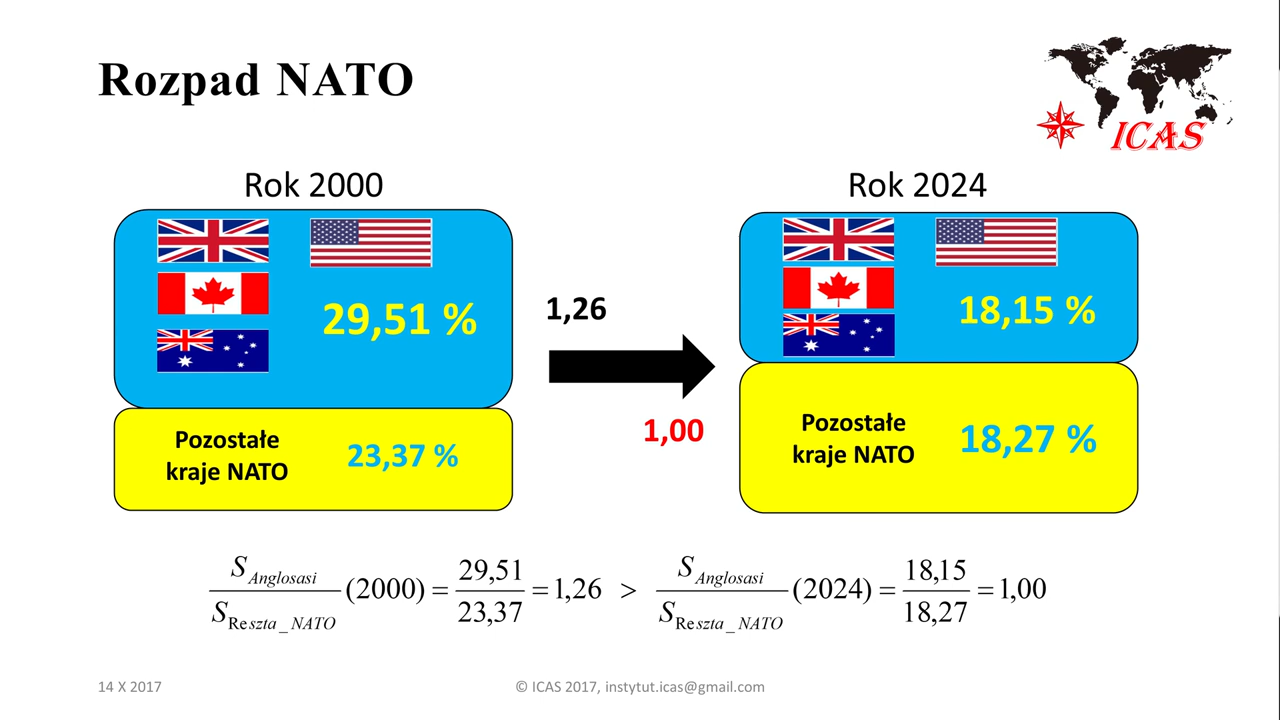 Rozpad NATO
ICAS
Rok 2000
Rok 2024
29,51 %
1,26
18,15 %
1,00
Pozostałe
kraje NATO
23,37 %
Pozostałe
kraje NATO
18,27 %
S_Anglosasi / S_Reszta_NATO (2000) = 29,51 / 23,37 = 1,26 > S_Anglosasi / S_Reszta_NATO (2024) = 18,15 / 18,27 = 1,00
14 X 2017
© ICAS 2017, instytut.icas@gmail.com